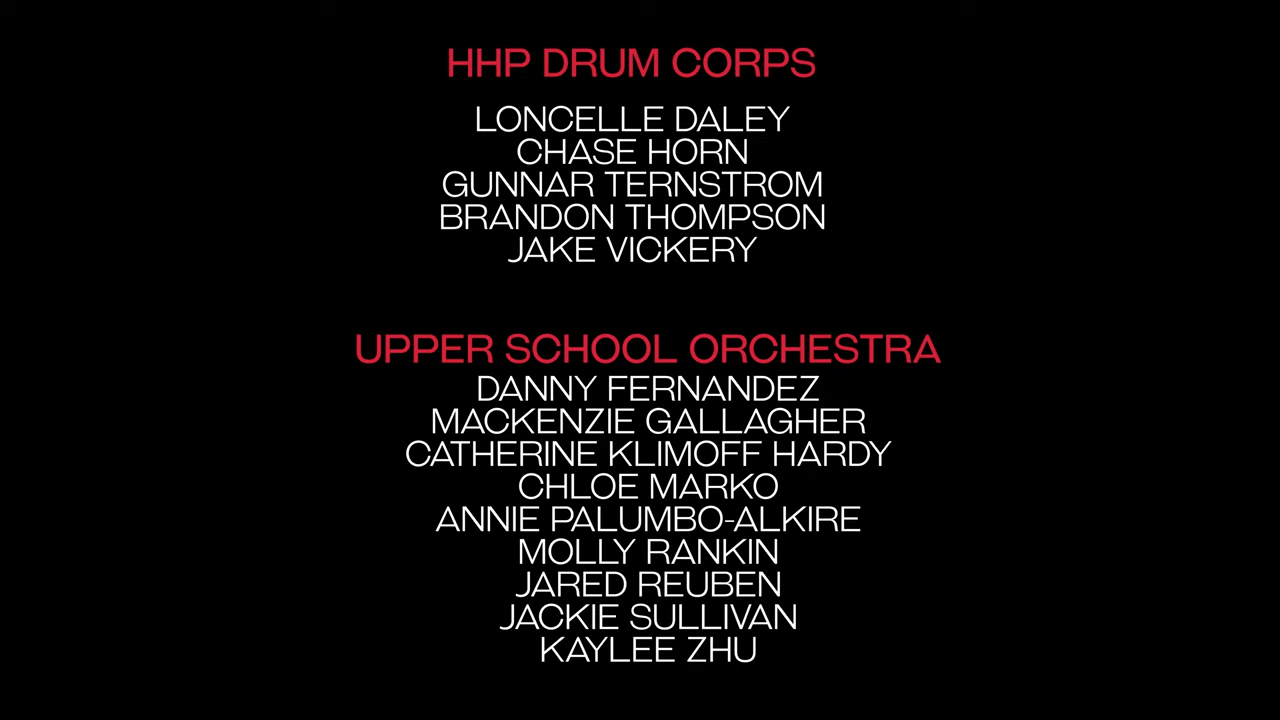 HHP DRUM CORPS
LONCELLE DALEY
CHASE HORN
GUNNAR TERNSTROM
BRANDON THOMPSON
JAKE VICKERY
UPPER SCHOOL ORCHESTRA
DANNY FERNANDEZ
MACKENZIE GALLAGHER
CATHERINE KLIMOFF HARDY
CHLOE MARKO
ANNIE PALUMBO-ALKIRE
MOLLY RANKIN
JARED REUBEN
JACKIE SULLIVAN
KAYLEE ZHU